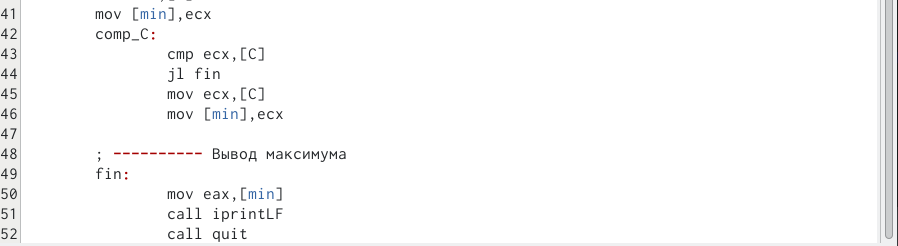 41 mov [min],ecx
42 comp_C:
43 cmp ecx,[C]
44 jl fin
45 mov ecx,[C]
46 mov [min],ecx
47
48 ; ---------- Вывод максимума
49 fin:
50 mov eax,[min]
51 call iprintLF
52 call quit